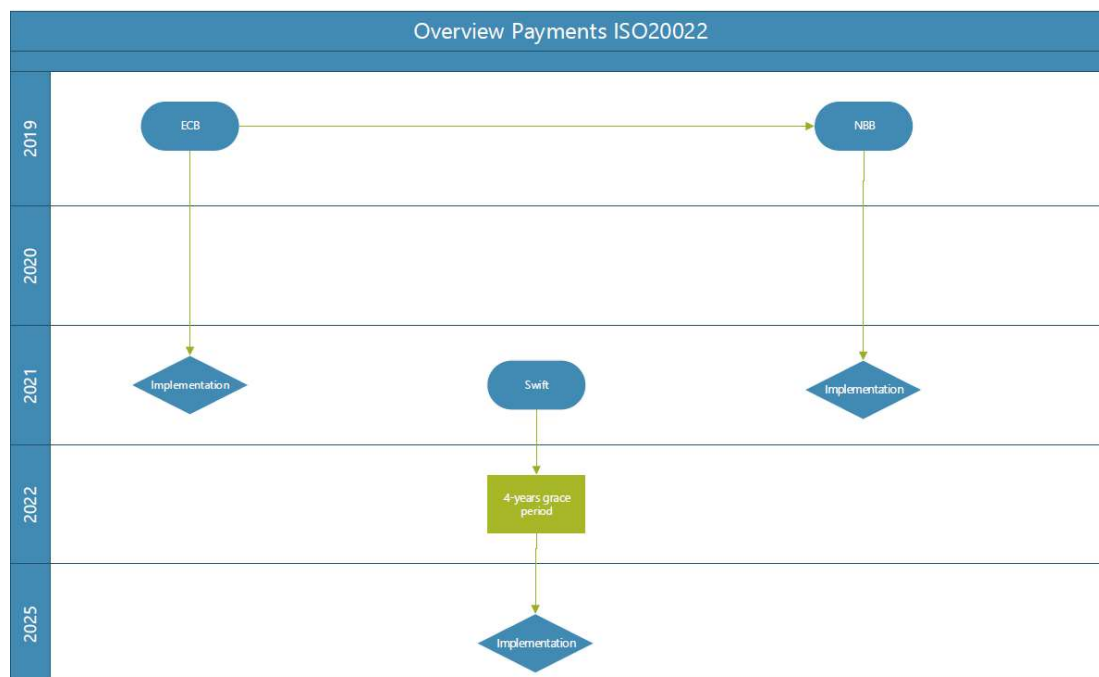 Overview Payments ISO20022
2019
ECB
NBB
2020
2021
Implementation
Swift
Implementation
2022
4-years grace
period
2025
Implementation